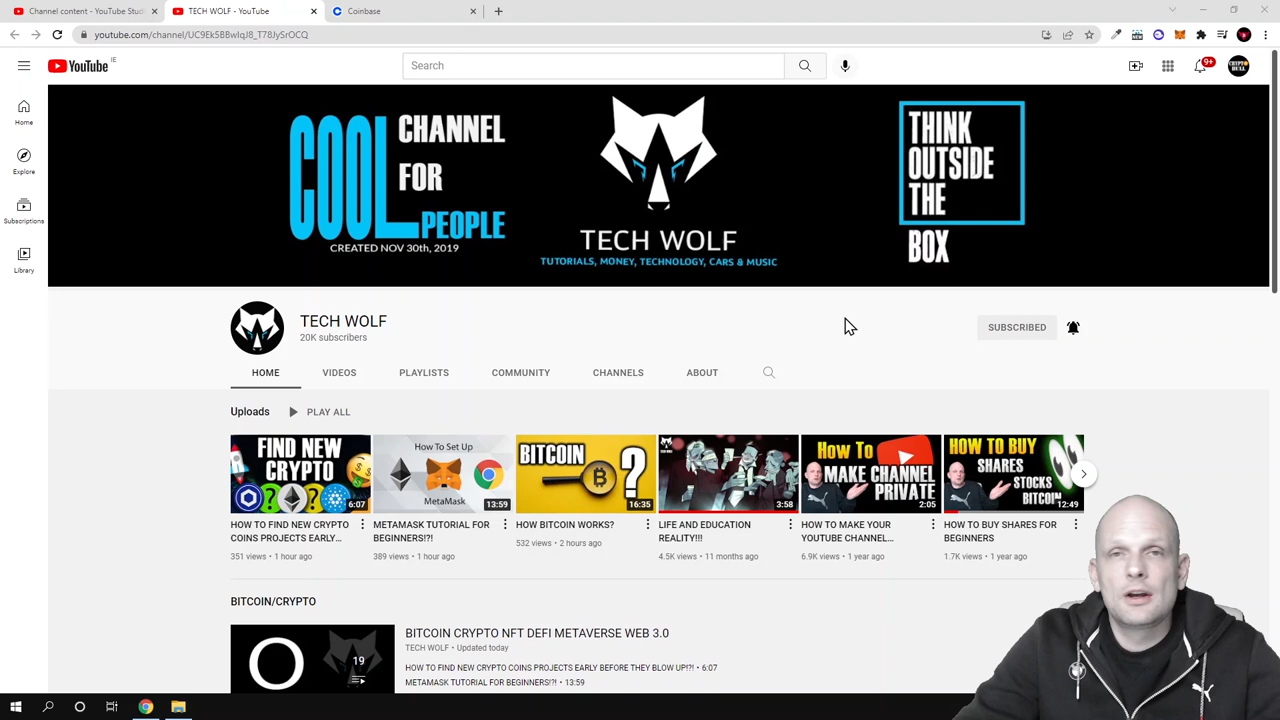 Channel content - YouTube Stud
TECH WOLF - YouTube
Coinbase
youtube.com/channel/UC9Ek5BBwIqJ8_T78JySrOCQ
YouTube IE
Search
9+
CRYPTO BULL
Home
Explore
Subscriptions
Library
COOL CHANNEL FOR PEOPLE
CREATED NOV 30th, 2019
TECH WOLF
TUTORIALS, MONEY, TECHNOLOGY, CARS & MUSIC
THINK
OUTSIDE
THE
BOX
TECH WOLF
20K subscribers
SUBSCRIBED
HOME VIDEOS PLAYLISTS COMMUNITY CHANNELS ABOUT
Uploads PLAY ALL
FIND NEW
CRYPTO
6:07
How To Set Up
MetaMask
13:59
BITCOIN
?
16:35
3:58
How To
MAKE CHANNEL
PRIVATE
2:05
HOW TO BUY
SHARES
STOCKS
BITCOIN
12:49
HOW TO FIND NEW CRYPTO
COINS PROJECTS EARLY...
351 views • 1 hour ago
METAMASK TUTORIAL FOR
BEGINNERS!?!
389 views • 1 hour ago
HOW BITCOIN WORKS?
532 views • 2 hours ago
LIFE AND EDUCATION
REALITY!!!
4.5K views • 11 months ago
HOW TO MAKE YOUR
YOUTUBE CHANNEL...
6.9K views • 1 year ago
HOW TO BUY SHARES FOR
BEGINNERS
1.7K views • 1 year ago
BITCOIN/CRYPTO
19
BITCOIN CRYPTO NFT DEFI METAVERSE WEB 3.0
TECH WOLF • Updated today
HOW TO FIND NEW CRYPTO COINS PROJECTS EARLY BEFORE THEY BLOW UP!?! • 6:07
METAMASK TUTORIAL FOR BEGINNERS!?! • 13:59